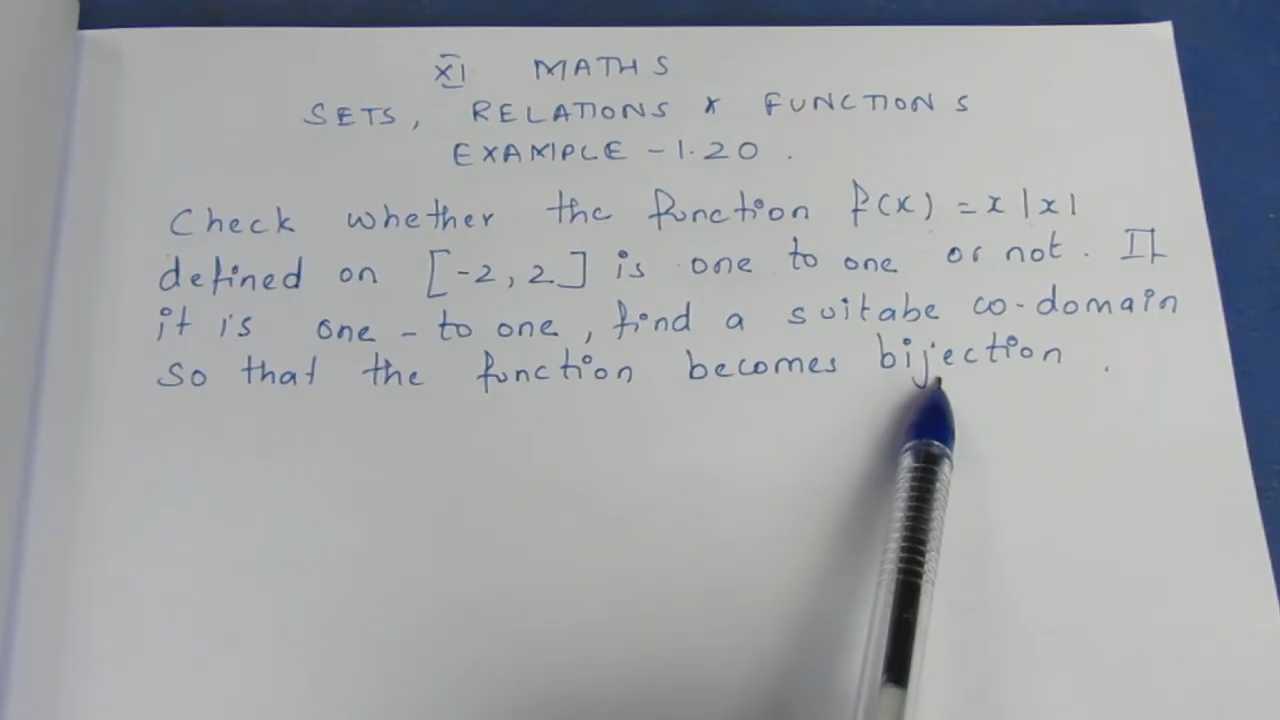 XI MATHS
SETS, RELATIONS & FUNCTIONS
EXAMPLE - 1.20.
Check whether the function f(x) = x|x|
defined on [-2, 2] is one to one or not. If
it is one - to one, find a suitabe co-domain
so that the function becomes bijection.